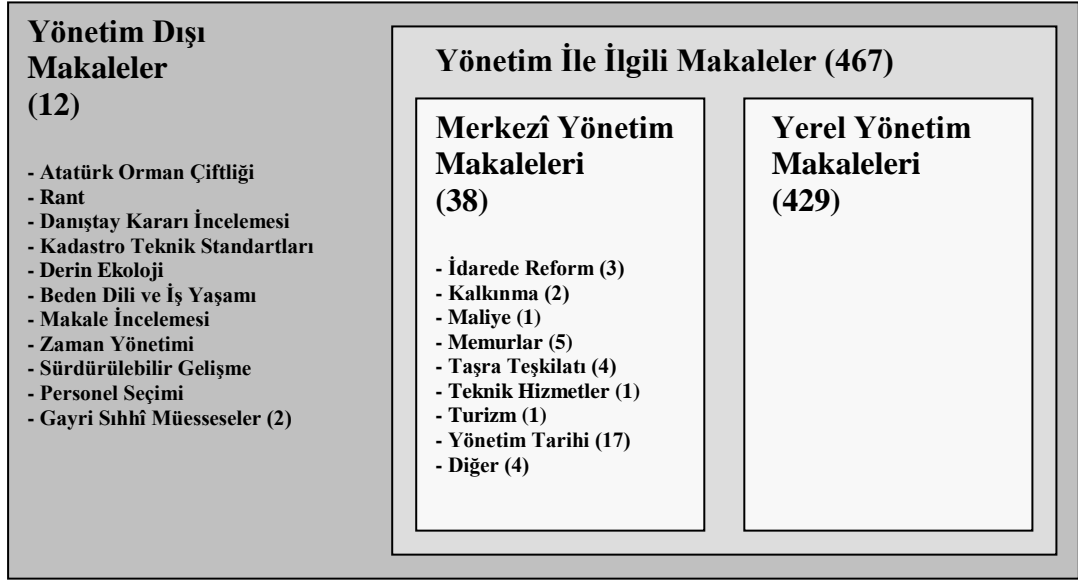 Yönetim Dışı
Makaleler
(12)
- Atatürk Orman Çiftliği
- Rant
- Danıştay Kararı İncelemesi
- Kadastro Teknik Standartları
- Derin Ekoloji
- Beden Dili ve İş Yaşamı
- Makale İncelemesi
- Zaman Yönetimi
- Sürdürülebilir Gelişme
- Personel Seçimi
- Gayri Sıhhî Müesseseler (2)
Yönetim İle İlgili Makaleler (467)
Merkezî Yönetim
Makaleleri
(38)
- İdarede Reform (3)
- Kalkınma (2)
- Maliye (1)
- Memurlar (5)
- Taşra Teşkilatı (4)
- Teknik Hizmetler (1)
- Turizm (1)
- Yönetim Tarihi (17)
- Diğer (4)
Yerel Yönetim
Makaleleri
(429)